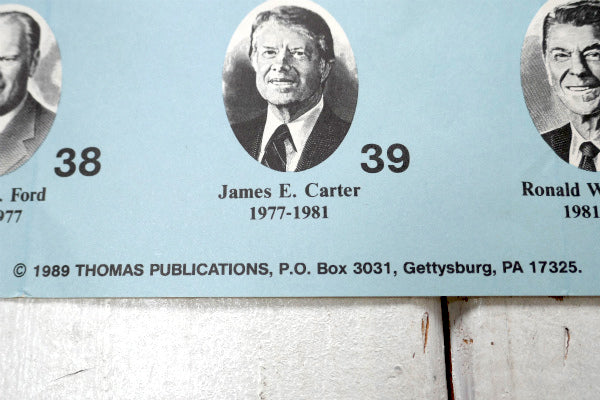 38
39
. Ford
James E. Carter
Ronald W
977
1977-1981
1981
© 1989 THOMAS PUBLICATIONS, P.O. Box 3031, Gettysburg, PA 17325.